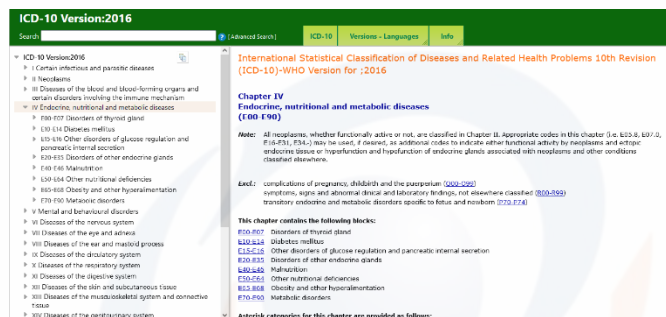 ICD-10 Version:2016
Search
[ Advanced Search ]
ICD-10
Versions - Languages
Info
ICD-10 Version:2016
I Certain infectious and parasitic diseases
II Neoplasms
III Diseases of the blood and blood-forming organs and
certain disorders involving the immune mechanism
IV Endocrine, nutritional and metabolic diseases
E00-E07 Disorders of thyroid gland
E10-E14 Diabetes mellitus
E15-E16 Other disorders of glucose regulation and
pancreatic internal secretion
E20-E35 Disorders of other endocrine glands
E40-E46 Malnutrition
E50-E64 Other nutritional deficiencies
E65-E68 Obesity and other hyperalimentation
E70-E90 Metabolic disorders
V Mental and behavioural disorders
VI Diseases of the nervous system
VII Diseases of the eye and adnexa
VIII Diseases of the ear and mastoid process
IX Diseases of the circulatory system
X Diseases of the respiratory system
XI Diseases of the digestive system
XII Diseases of the skin and subcutaneous tissue
XIII Diseases of the musculoskeletal system and connective
tissue
XIV Diseases of the genitourinary system
International Statistical Classification of Diseases and Related Health Problems 10th Revision
(ICD-10)-WHO Version for ;2016
Chapter IV
Endocrine, nutritional and metabolic diseases
(E00-E90)
Note: All neoplasms, whether functionally active or not, are classified in Chapter II. Appropriate codes in this chapter (i.e. E05.8, E07.0,
E16-E31, E34.-) may be used, if desired, as additional codes to indicate either functional activity by neoplasms and ectopic
endocrine tissue or hyperfunction and hypofunction of endocrine glands associated with neoplasms and other conditions
classified elsewhere.
Excl.: complications of pregnancy, childbirth and the puerperium (O00-O99)
symptoms, signs and abnormal clinical and laboratory findings, not elsewhere classified (R00-R99)
transitory endocrine and metabolic disorders specific to fetus and newborn (P70-P74)
This chapter contains the following blocks:
E00-E07 Disorders of thyroid gland
E10-E14 Diabetes mellitus
E15-E16 Other disorders of glucose regulation and pancreatic internal secretion
E20-E35 Disorders of other endocrine glands
E40-E46 Malnutrition
E50-E64 Other nutritional deficiencies
E65-E68 Obesity and other hyperalimentation
E70-E90 Metabolic disorders
Asterisk categories for this chapter are provided as follows: